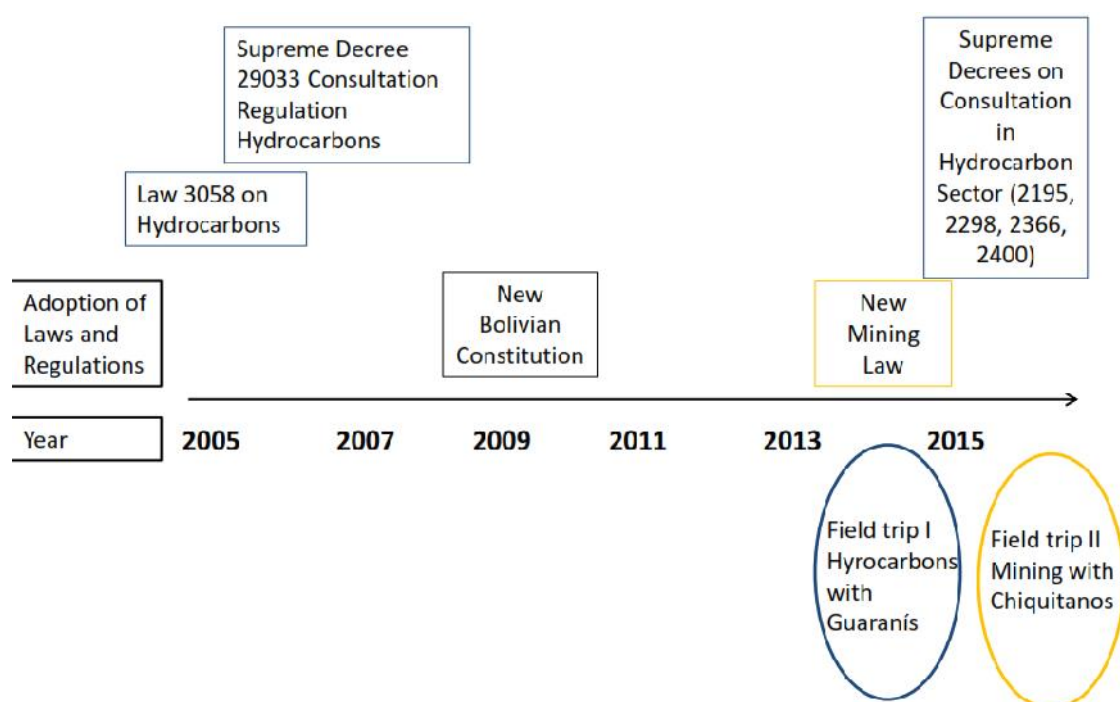 Supreme Decree
29033 Consultation
Regulation
Hydrocarbons
Supreme
Decrees on
Consultation
in
Hydrocarbon
Sector (2195,
2298, 2366,
2400)
Law 3058 on
Hydrocarbons
Adoption of
Laws and
Regulations
New
Bolivian
Constitution
New
Mining
Law
Year
2005 2007 2009 2011 2013 2015
Field trip I
Hyrocarbons
with
Guaranís
Field trip II
Mining with
Chiquitanos